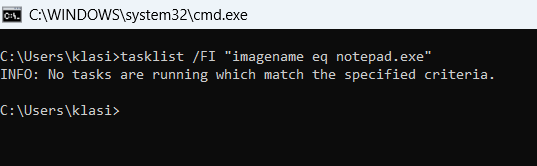 C:\WINDOWS\system32\cmd.exe
C:\Users\klasi>tasklist /FI "imagename eq notepad.exe"
INFO: No tasks are running which match the specified criteria.
C:\Users\klasi>